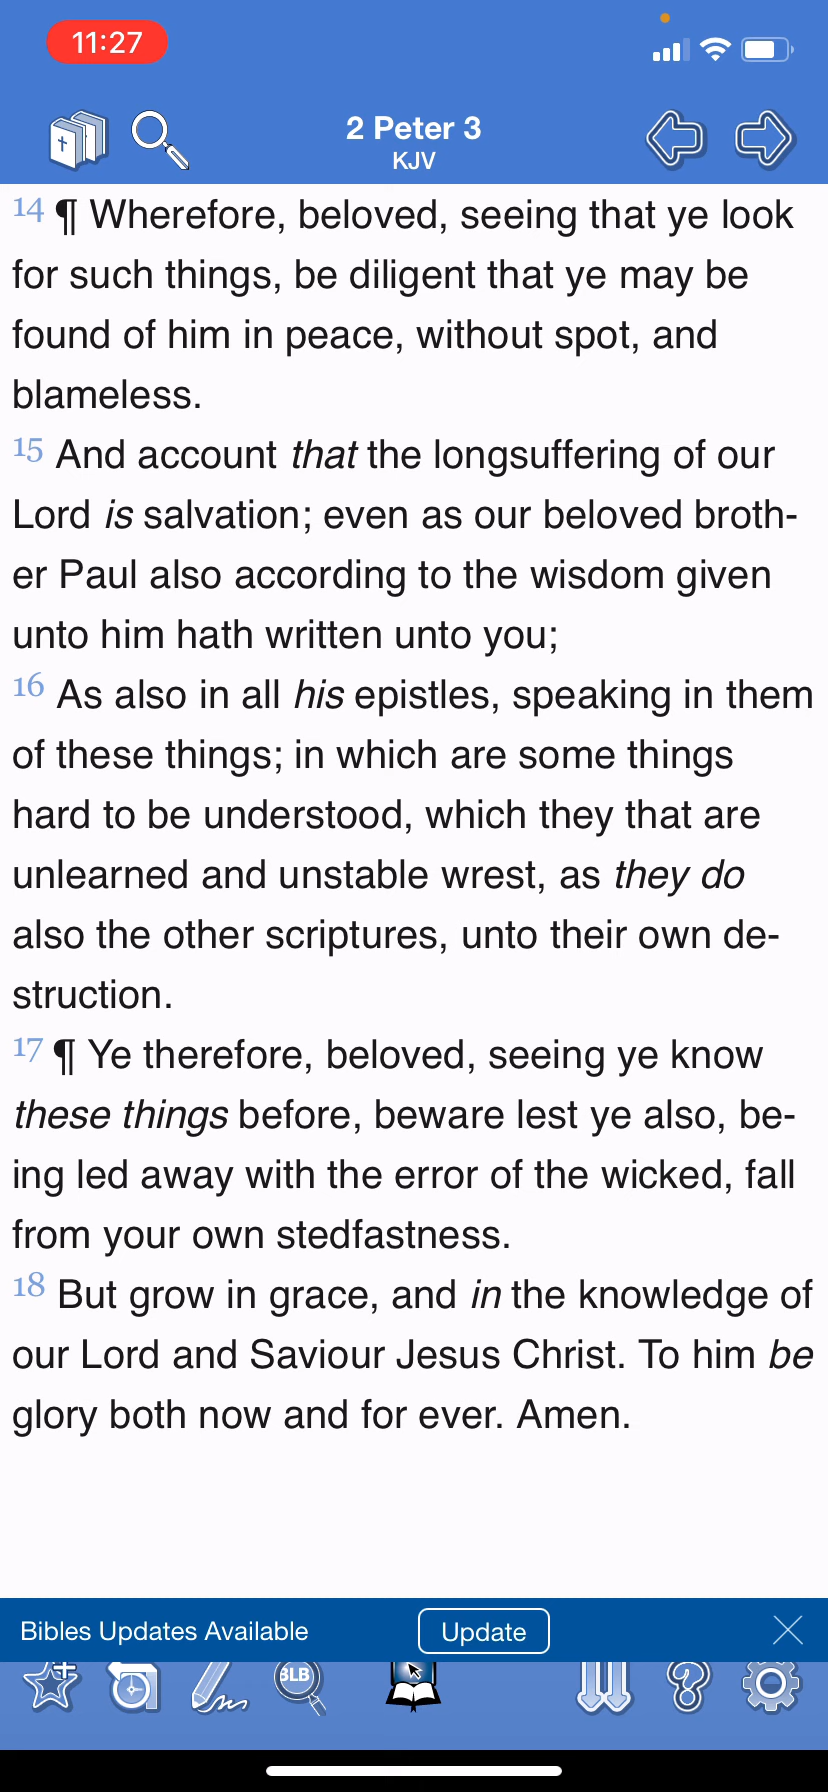 11:27
2 Peter 3
KJV
14 ¶ Wherefore, beloved, seeing that ye look
for such things, be diligent that ye may be
found of him in peace, without spot, and
blameless.
15 And account that the longsuffering of our
Lord is salvation; even as our beloved broth-
er Paul also according to the wisdom given
unto him hath written unto you;
16 As also in all his epistles, speaking in them
of these things; in which are some things
hard to be understood, which they that are
unlearned and unstable wrest, as they do
also the other scriptures, unto their own de-
struction.
17 ¶ Ye therefore, beloved, seeing ye know
these things before, beware lest ye also, be-
ing led away with the error of the wicked, fall
from your own stedfastness.
18 But grow in grace, and in the knowledge of
our Lord and Saviour Jesus Christ. To him be
glory both now and for ever. Amen.
Bibles Updates Available
Update
BLB
?